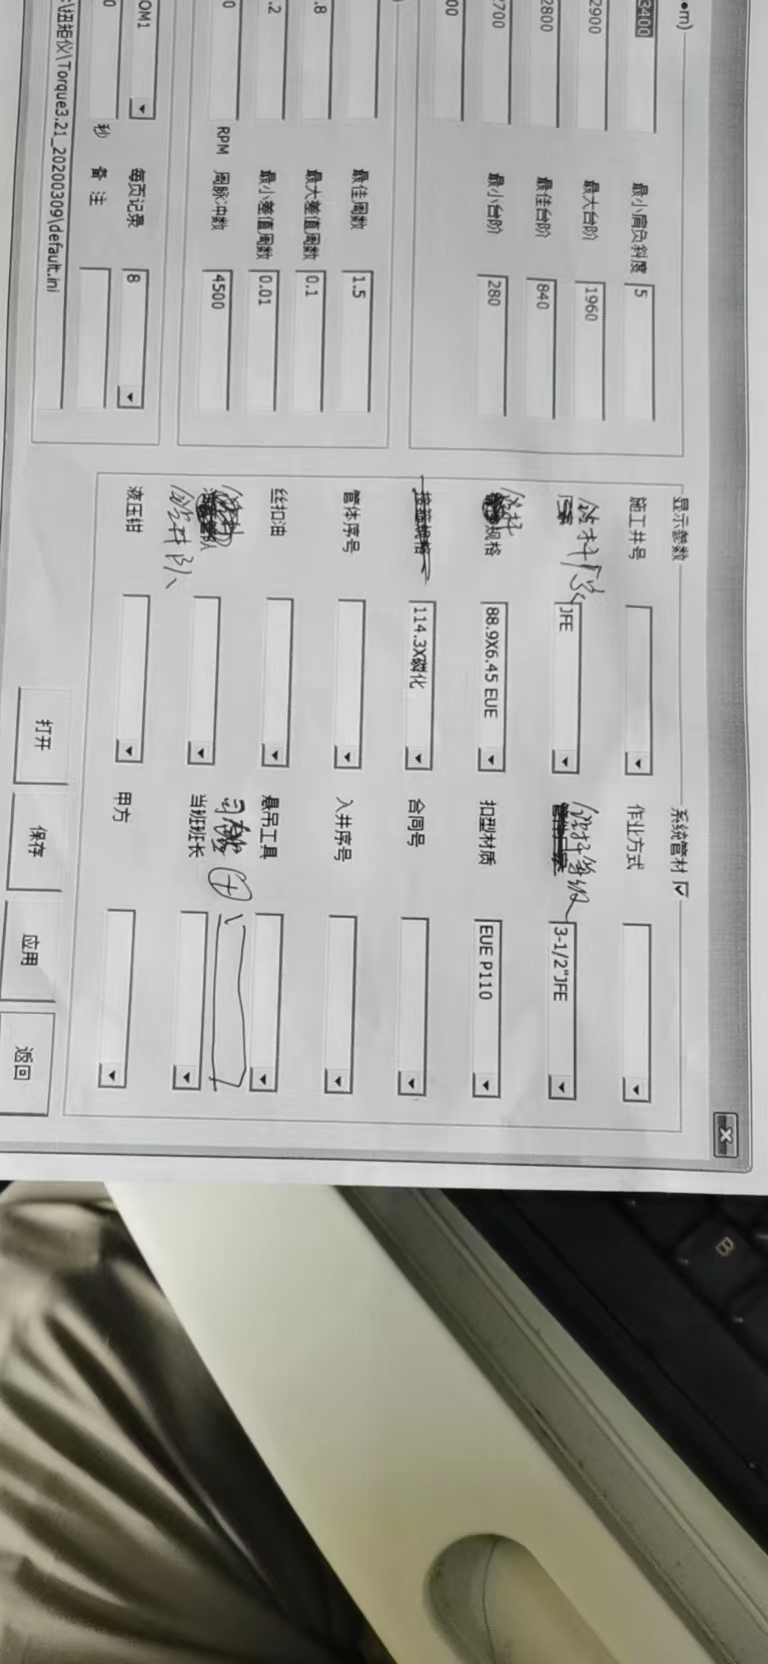 B
●m)
显示参数 系统管材
3400 最小肩负斜度 5 施工井号 作业方式
钻杆厂家 钻杆等级
2900 最大台阶 1960 厂家 JFE 管件厂家 3-1/2"JFE
钻杆
2800 最佳台阶 840 规格 88.9X6.45 EUE 扣型材质 EUE P110
2700 最小台阶 280
00 接箍规格 114.3X磷化 合同号
最佳周数 1.5 管体序号 入井序号
.8 最大差值周数 0.1
.2 最小差值周数 0.01 丝扣油 悬吊工具
司
0 RPM 周脉冲数 4500 队 当班班长
钻井队
OM1 每页记录 8 液压钳 甲方
0 秒 备 注
:\扭矩仪\Torque3.21_20200309\default.ini
打开 保存 应用 返回